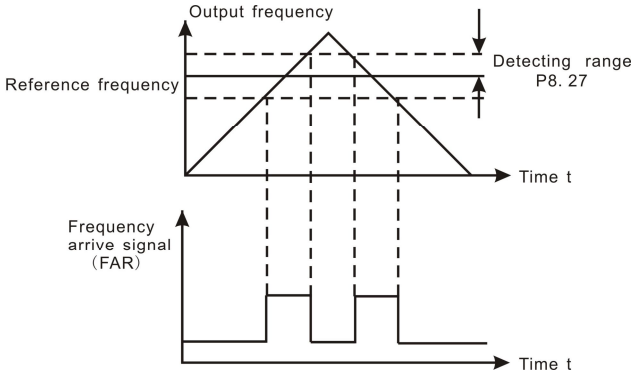 Output frequency
Detecting range
P8. 27
Reference frequency
Time t
Frequency
arrive signal
（FAR）
Time t